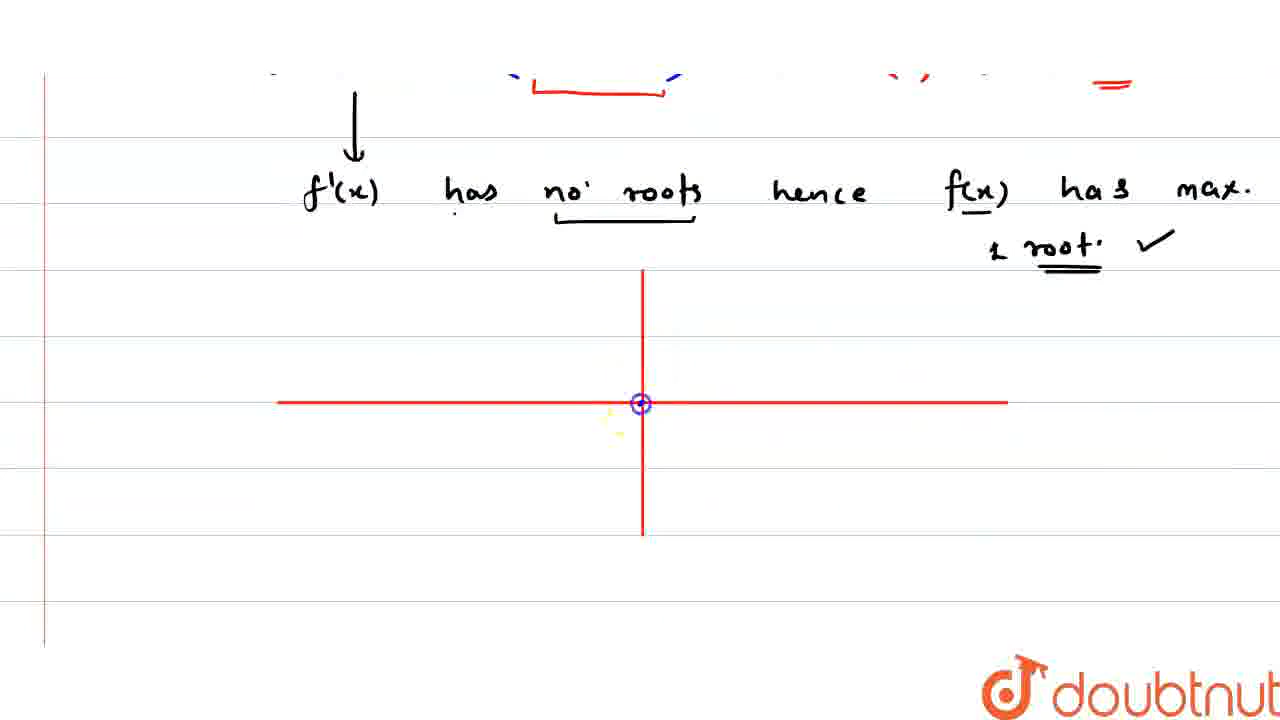 f'(x) has no roots hence f(x) has max.
1 root.
doubtnut